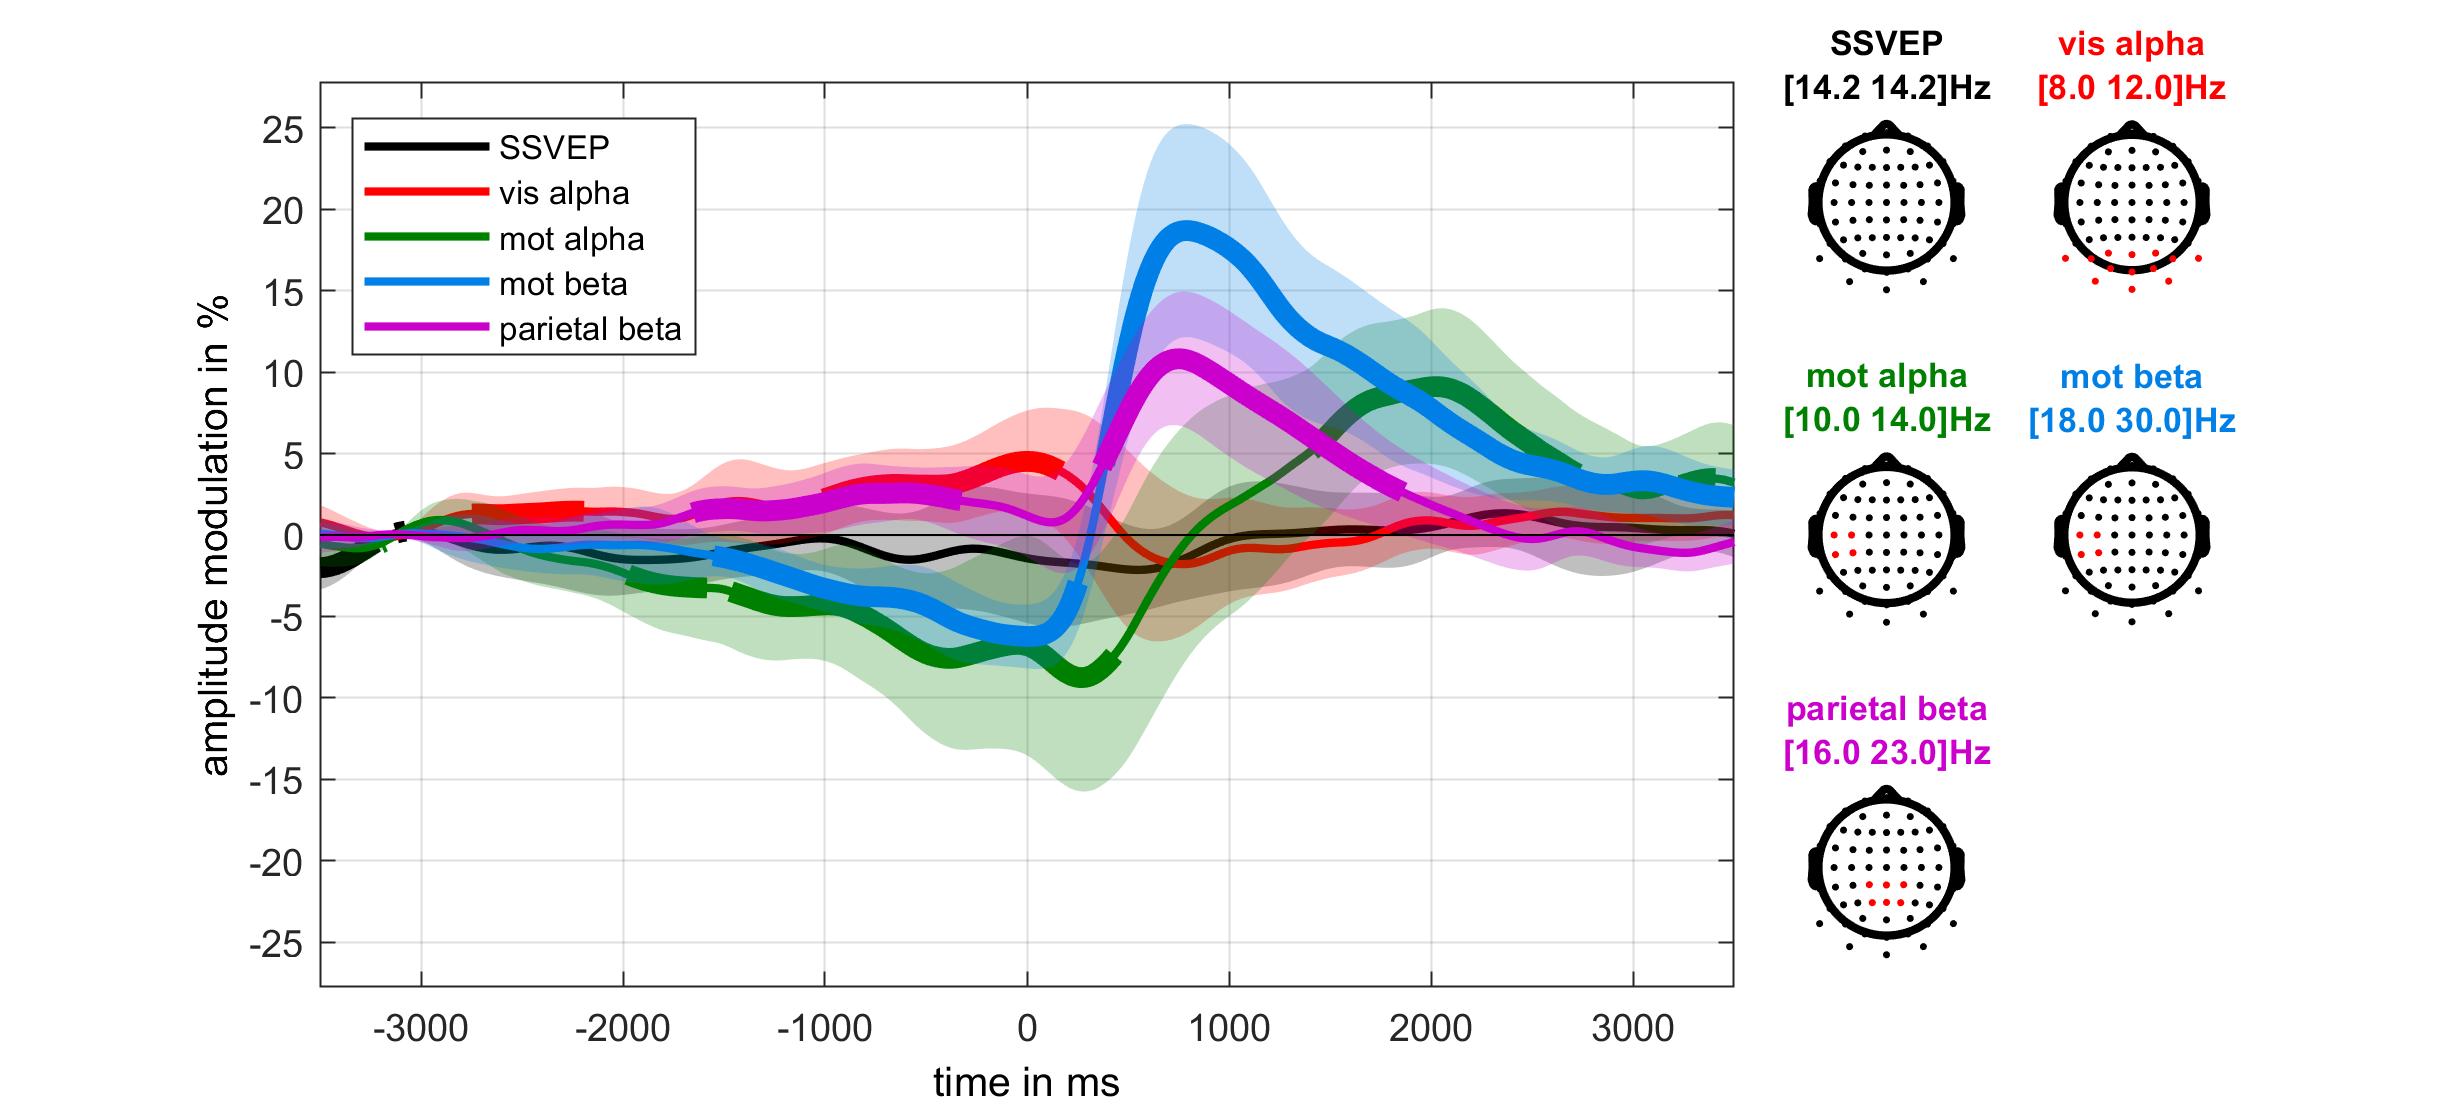 SSVEP
[14.2 14.2]Hz
vis alpha
[8.0 12.0]Hz
mot alpha
[10.0 14.0]Hz
mot beta
[18.0 30.0]Hz
parietal beta
[16.0 23.0]Hz
SSVEP
vis alpha
mot alpha
mot beta
parietal beta
amplitude modulation in %
25
20
15
10
5
0
-5
-10
-15
-20
-25
-3000
-2000
-1000
0
1000
2000
3000
time in ms